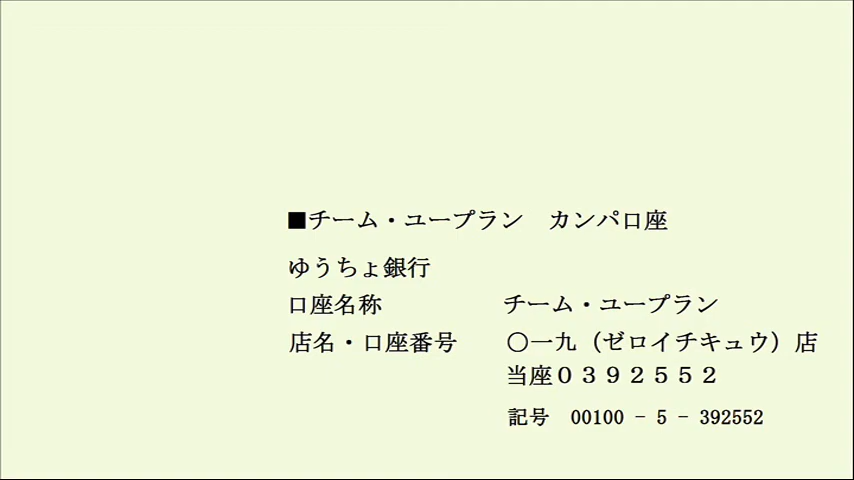 ■チーム・ユープラン　カンパ口座
ゆうちょ銀行
口座名称　チーム・ユープラン
店名・口座番号　〇一九（ゼロイチキュウ）店
当座０３９２５５２
記号　00100 － 5 － 392552